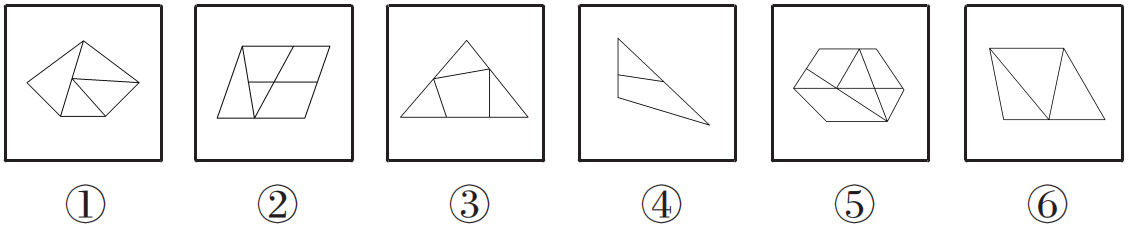 ① ② ③ ④ ⑤ ⑥